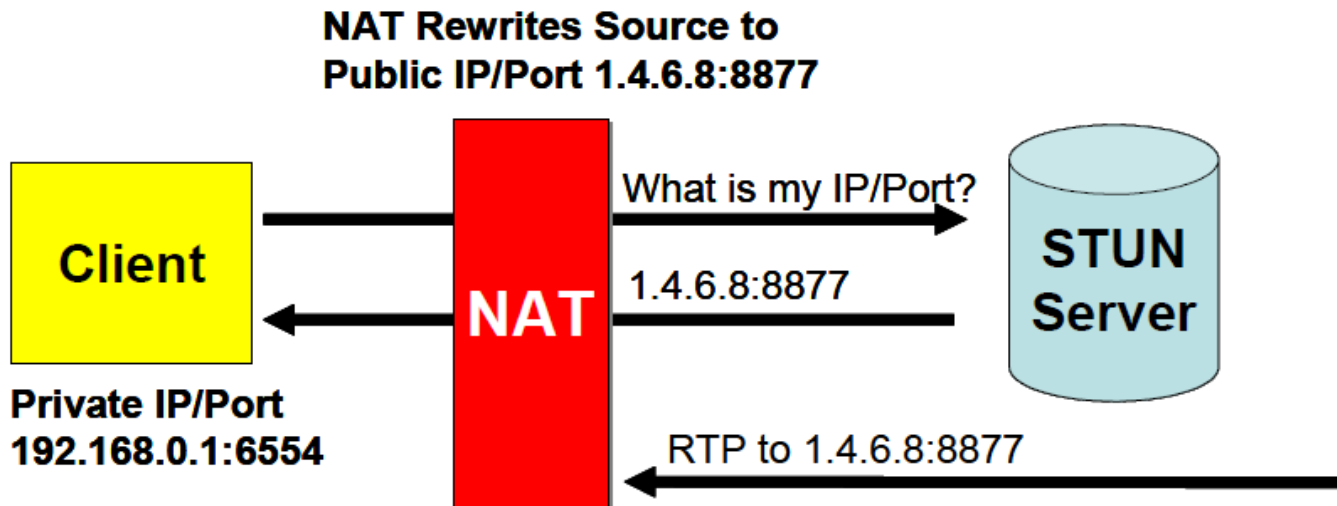 NAT Rewrites Source to
Public IP/Port 1.4.6.8:8877
What is my IP/Port?
Client
NAT
STUN
Server
1.4.6.8:8877
Private IP/Port
192.168.0.1:6554
RTP to 1.4.6.8:8877